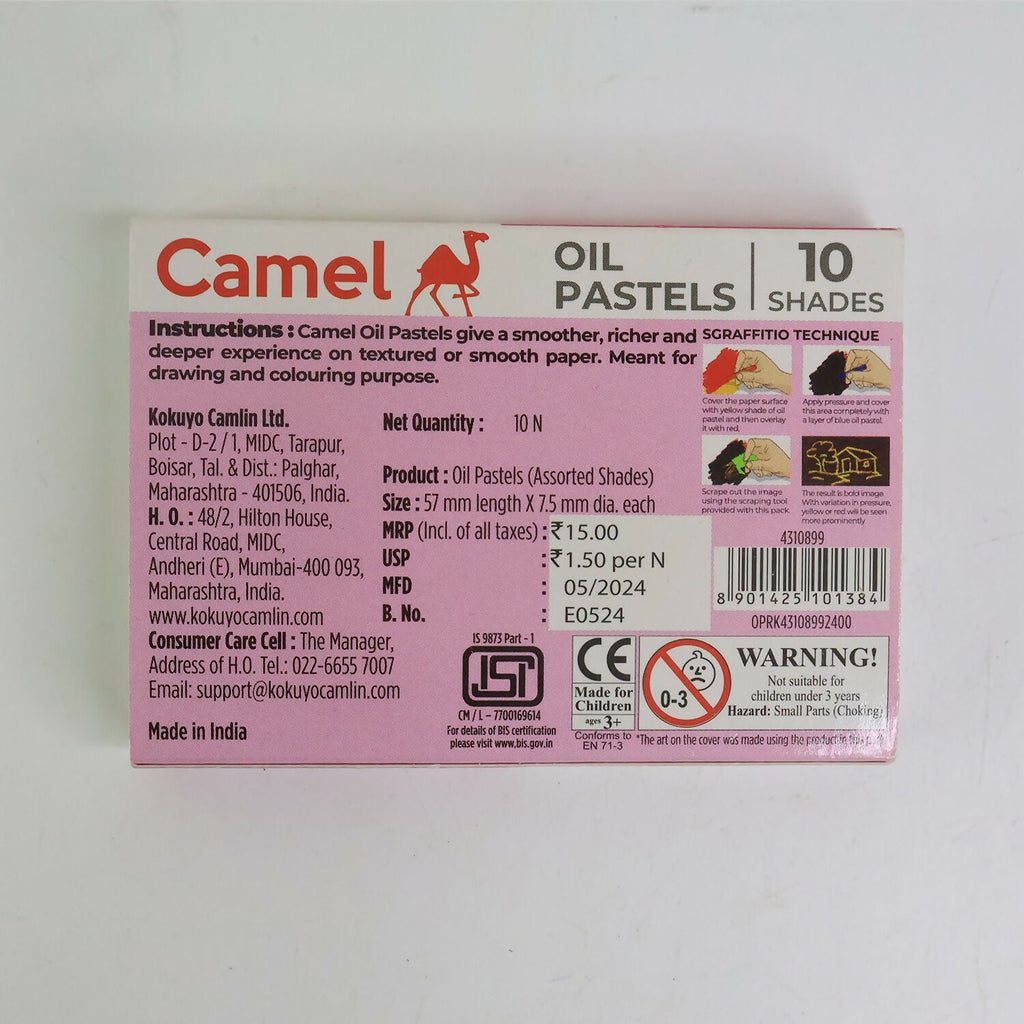 Camel
OIL
PASTELS
10
SHADES
Instructions : Camel Oil Pastels give a smoother, richer and
deeper experience on textured or smooth paper. Meant for
drawing and colouring purpose.
SGRAFFITIO TECHNIQUE
Cover the paper surface
with yellow shade of oil
pastel and then overlay
it with red.
Apply pressure and cover
this area completely with
a layer of blue oil pastel.
Scrape out the image
using the scraping tool
provided with this pack.
The result is bold image.
With variation in pressure,
yellow or red will be seen
more prominently.
Kokuyo Camlin Ltd.
Plot - D-2 / 1, MIDC, Tarapur,
Boisar, Tal. & Dist.: Palghar,
Maharashtra - 401506, India.
H. O. : 48/2, Hilton House,
Central Road, MIDC,
Andheri (E), Mumbai-400 093,
Maharashtra, India.
www.kokuyocamlin.com
Consumer Care Cell : The Manager,
Address of H.O. Tel.: 022-6655 7007
Email: support@kokuyocamlin.com
Made in India
Net Quantity : 10 N
Product : Oil Pastels (Assorted Shades)
Size : 57 mm length X 7.5 mm dia. each
MRP (Incl. of all taxes) : ₹15.00
USP : ₹1.50 per N
MFD : 05/2024
B. No. : E0524
4310899
8 901425 101384
OPRK43108992400
IS 9873 Part - 1
ISI
CM / L - 7700169614
For details of BIS certification
please visit www.bis.gov.in
CE
Made for
Children
ages 3+
Conforms to
EN 71-3
0-3
WARNING!
Not suitable for
children under 3 years
Hazard: Small Parts (Choking)
*The art on the cover was made using the product in this pack